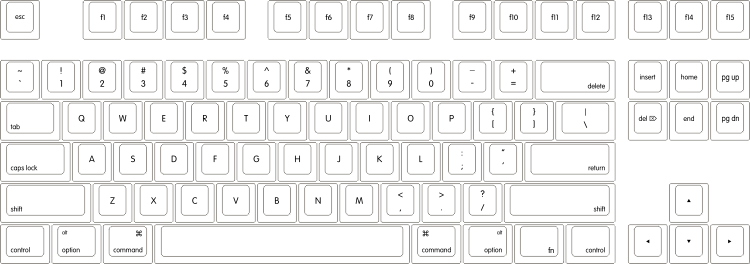 esc f1 f2 f3 f4 f5 f6 f7 f8 f9 f10 f11 f12 f13 f14 f15
~ ! @ # $ % ^ & * ( ) — +
` 1 2 3 4 5 6 7 8 9 0 - = delete insert home pg up
tab Q W E R T Y U I O P { [ } ] | \ del ⌦ end pg dn
caps lock A S D F G H J K L : ; ” ’ return
shift Z X C V B N M < , > . ? / shift ▲
control alt option ⌘ command ⌘ command alt option fn control ◄ ▼ ►